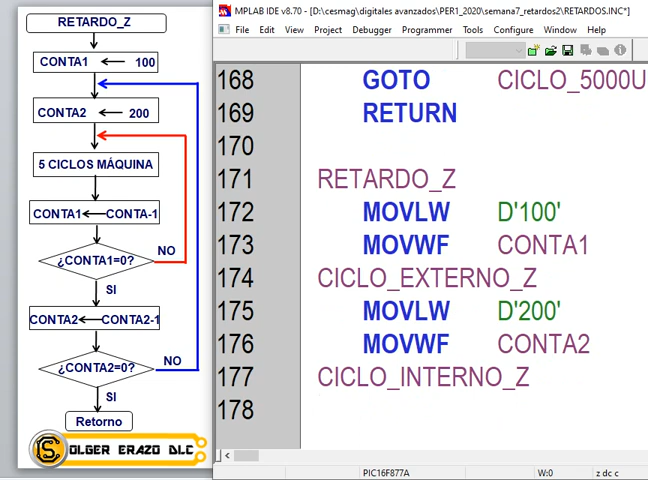 RETARDO_Z
CONTA1 ← 100
CONTA2 ← 200
5 CICLOS MÁQUINA
CONTA1←CONTA-1
¿CONTA1=0?
NO
SI
CONTA2←CONTA2-1
¿CONTA2=0?
NO
SI
Retorno
SOLGER ERAZO DLC
MPLAB IDE v8.70 - [D:\cesmag\digitales avanzados\PER1_2020\semana7_retardos2\RETARDOS.INC*]
File Edit View Project Debugger Programmer Tools Configure Window Help
168 GOTO CICLO_5000U
169 RETURN
170
171 RETARDO_Z
172 MOVLW D'100'
173 MOVWF CONTA1
174 CICLO_EXTERNO_Z
175 MOVLW D'200'
176 MOVWF CONTA2
177 CICLO_INTERNO_Z
178
PIC16F877A W:0 z dc c